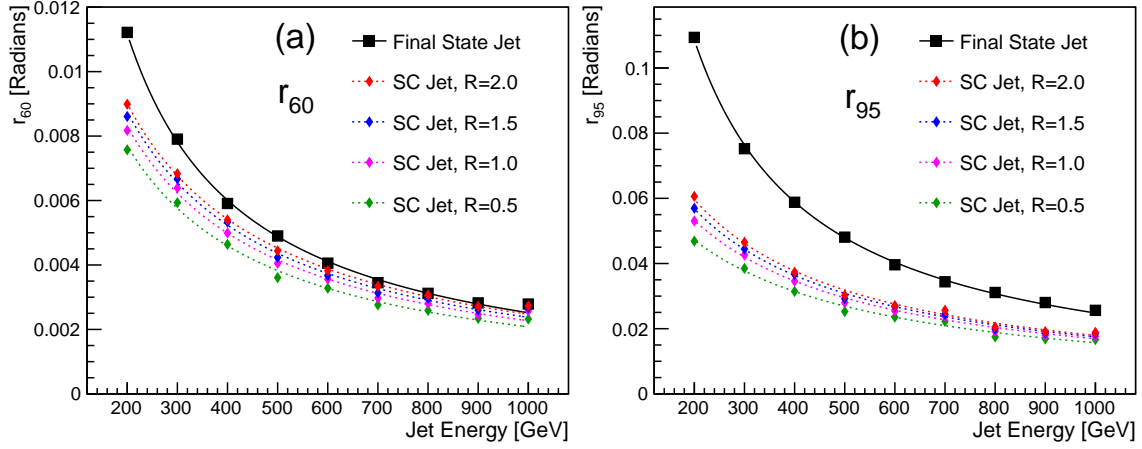 r60 [Radians]
0.012
0.01
0.008
0.006
0.004
0.002
0
(a)
r60
Final State Jet
SC Jet, R=2.0
SC Jet, R=1.5
SC Jet, R=1.0
SC Jet, R=0.5
200 300 400 500 600 700 800 900 1000
Jet Energy [GeV]
r95 [Radians]
0.1
0.08
0.06
0.04
0.02
0
(b)
r95
Final State Jet
SC Jet, R=2.0
SC Jet, R=1.5
SC Jet, R=1.0
SC Jet, R=0.5
200 300 400 500 600 700 800 900 1000
Jet Energy [GeV]